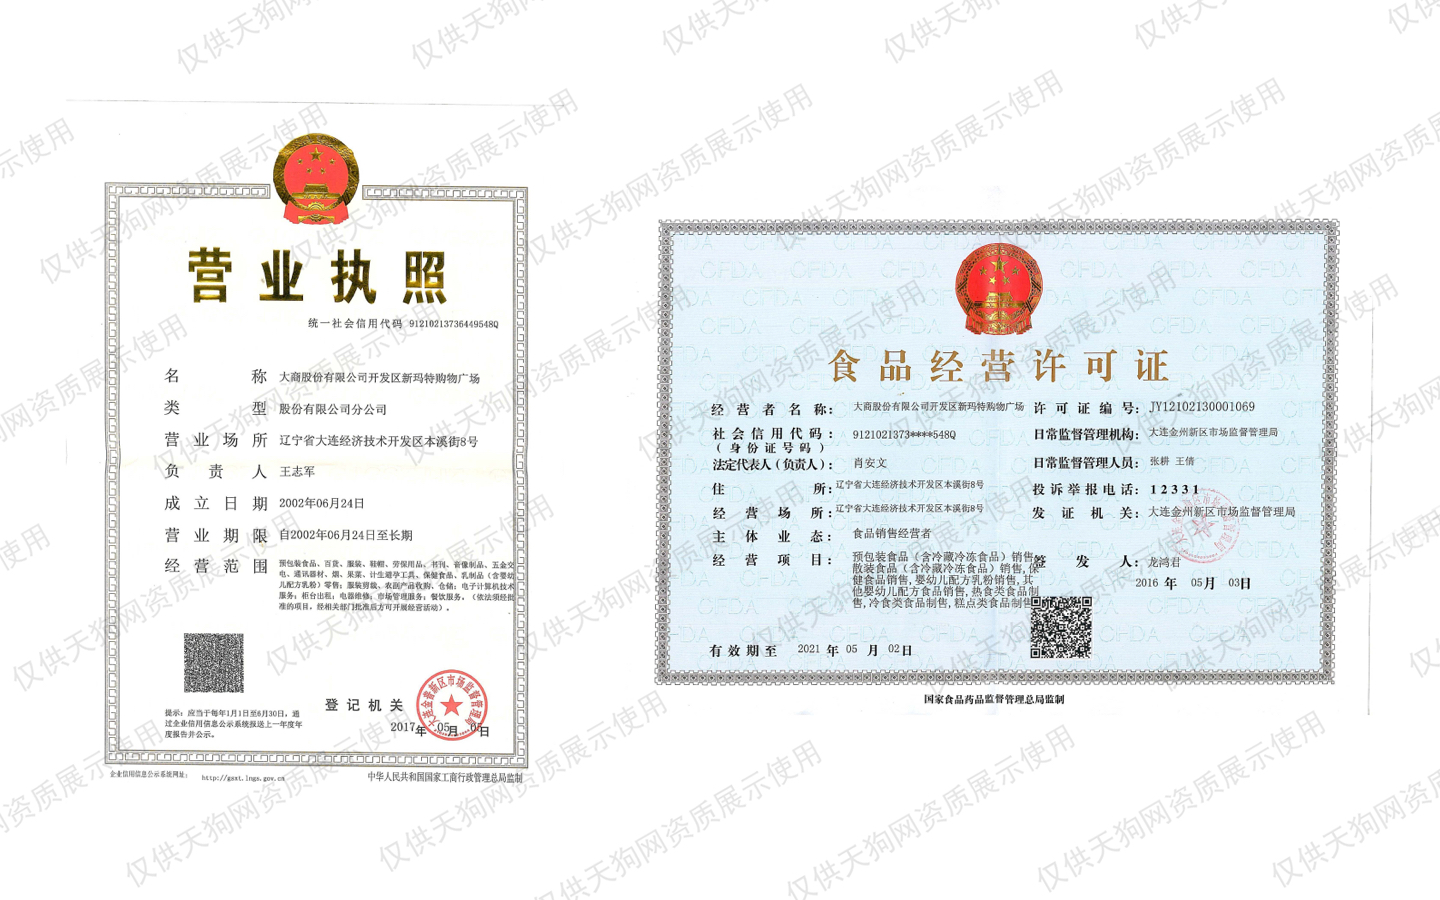 营业执照
统一社会信用代码 91210213736449548Q
名称 大商股份有限公司开发区新玛特购物广场
类型 股份有限公司分公司
营业场所 辽宁省大连经济技术开发区本溪街8号
负责人 王志军
成立日期 2002年06月24日
营业期限 自2002年06月24日至长期
经营范围 预包装食品、百货、服装、鞋帽、劳保用品、书刊、音像制品、五金交
电、通讯器材、烟、果菜、计生避孕工具、保健食品、乳制品（含婴幼
儿配方乳粉）零售；服装剪裁、农副产品收购、仓储；电子计算机技术
服务；柜台出租；电器维修；市场管理服务；餐饮服务。（依法须经批
准的项目，经相关部门批准后方可开展经营活动）。
提示：应当于每年1月1日至6月30日，通
过企业信用信息公示系统报送上一年度年
度报告并公示。
登记机关
大连金普新区市场监督管理局
2017年 05月 05日
企业信用信息公示系统网址： http://gsxt.lngs.gov.cn
中华人民共和国国家工商行政管理总局监制
食品经营许可证
经营者名称： 大商股份有限公司开发区新玛特购物广场
社会信用代码： 9121021373****548Q
（身份证号码）
法定代表人（负责人）： 肖安文
住所： 辽宁省大连经济技术开发区本溪街8号
经营场所： 辽宁省大连经济技术开发区本溪街8号
主体业态： 食品销售经营者
经营项目： 预包装食品（含冷藏冷冻食品）销售,
散装食品（含冷藏冷冻食品）销售,保
健食品销售,婴幼儿配方乳粉销售,其
他婴幼儿配方食品销售,热食类食品制
售,冷食类食品制售,糕点类食品制售
有效期至 2021 年 05 月 02日
许可证编号： JY12102130001069
日常监督管理机构： 大连金州新区市场监督管理局
日常监督管理人员： 张耕 王倩
投诉举报电话： 12331
发证机关： 大连金州新区市场监督管理局
签发人： 龙鸿君
2016 年 05月 03日
国家食品药品监督管理总局监制
CFDA
仅供天狗网资质展示使用